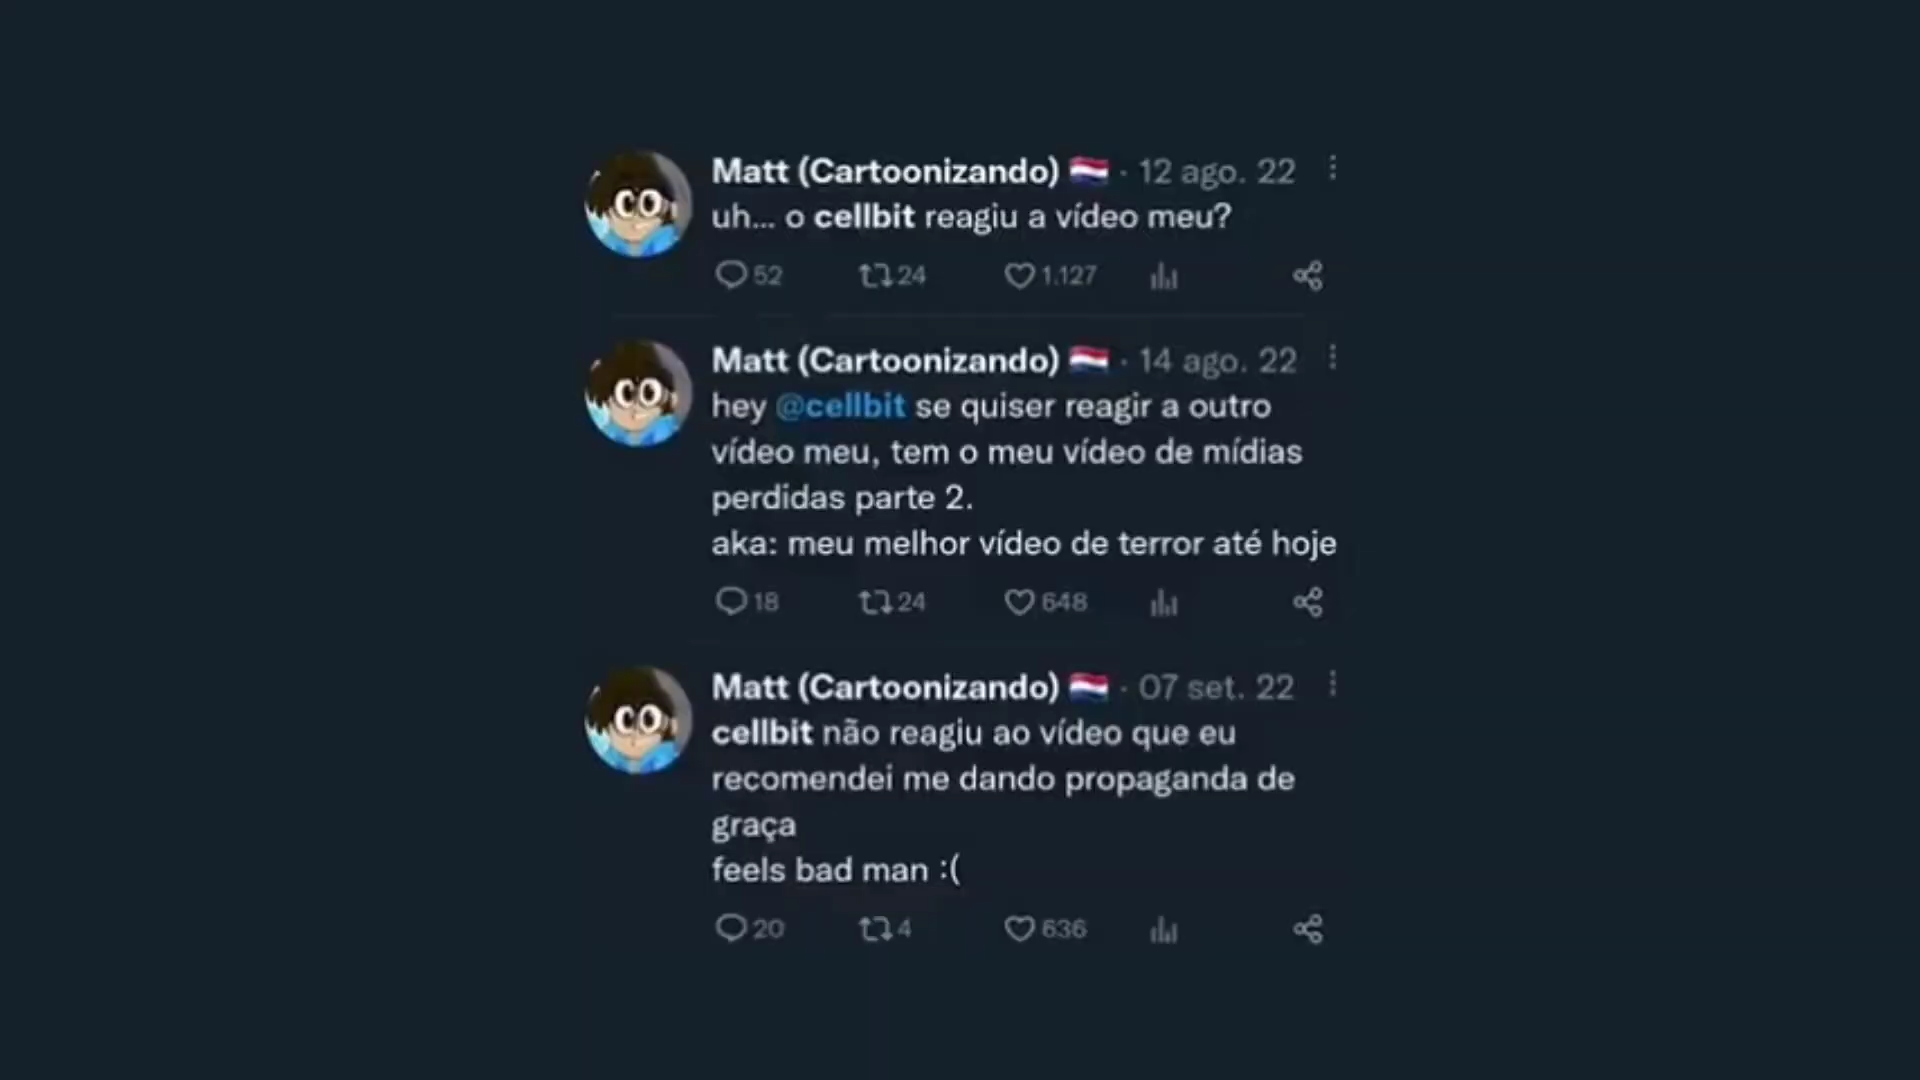 Matt (Cartoonizando) 🇳🇱 · 12 ago. 22
uh... o cellbit reagiu a vídeo meu?
52 24 1.127
Matt (Cartoonizando) 🇳🇱 · 14 ago. 22
hey @cellbit se quiser reagir a outro
vídeo meu, tem o meu vídeo de mídias
perdidas parte 2.
aka: meu melhor vídeo de terror até hoje
18 24 648
Matt (Cartoonizando) 🇳🇱 · 07 set. 22
cellbit não reagiu ao vídeo que eu
recomendei me dando propaganda de
graça
feels bad man :(
20 4 636